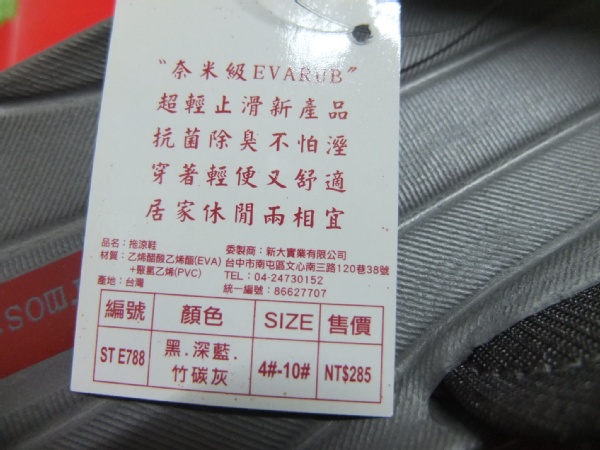 “奈米級EVARUB”
超輕止滑新產品
抗菌除臭不怕溼
穿著輕便又舒適
居家休閒兩相宜
品名：拖涼鞋
材質：乙烯醋酸乙烯酯(EVA)
+聚氯乙烯(PVC)
產地：台灣
委製商：新大實業有限公司
台中市南屯區文心南三路120巷38號
TEL：04-24730152
統一編號：86627707
編號 顏色 SIZE 售價
ST E788 黑.深藍.竹碳灰 4#-10# NT$285